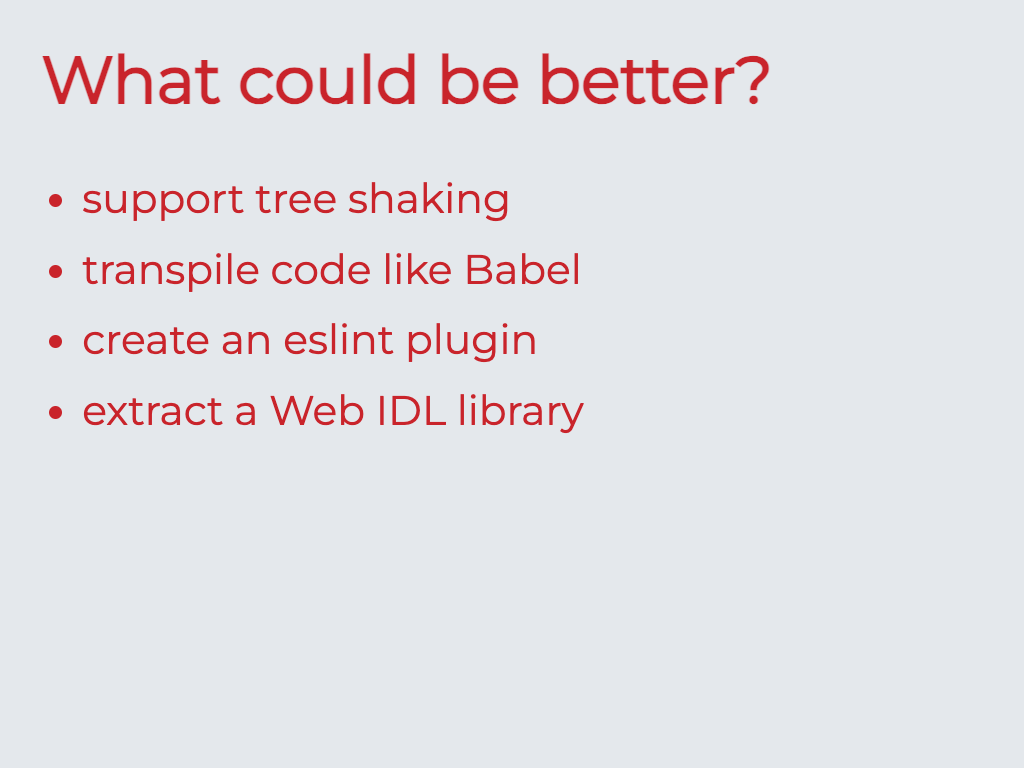 What could be better?
• support tree shaking
• transpile code like Babel
• create an eslint plugin
• extract a Web IDL library